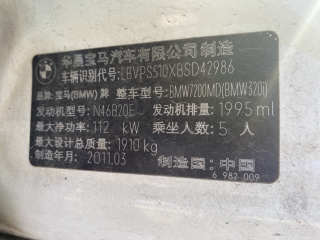 华晨宝马汽车有限公司制造
车辆识别代号: LBVPS510XBSD42986
品牌: 宝马(BMW) 牌 整车型号: BMW7200MD(BMW320i)
发动机型号: N46B20E 发动机排量: 1995 ml
最大净功率: 112 kW 乘坐人数: 5 人
最大设计总质量: 1910 kg
制造年月: 2011.03 制造国: 中国
6 982 009